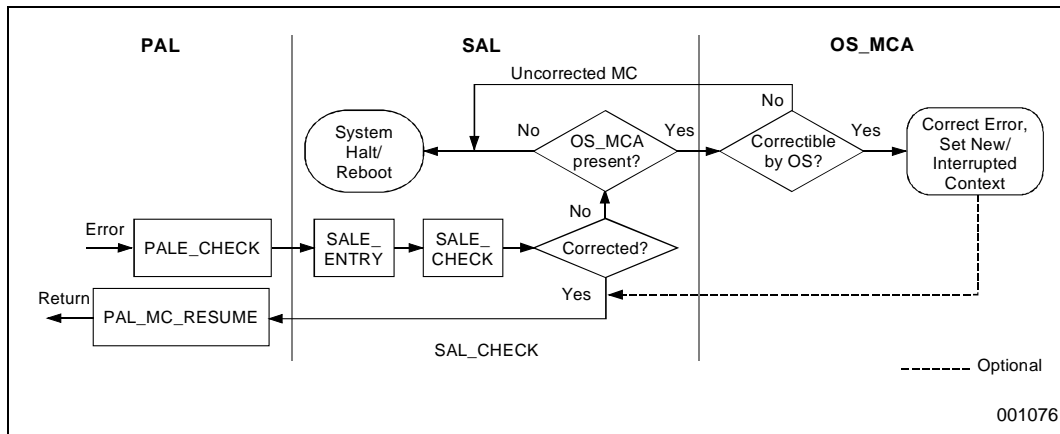 PAL
SAL
OS_MCA
Uncorrected MC
No
System
Halt/
Reboot
No
OS_MCA
present?
Yes
Correctible
by OS?
Yes
Correct Error,
Set New/
Interrupted
Context
No
Error
PALE_CHECK
SALE_
ENTRY
SALE_
CHECK
Corrected?
Yes
Return
PAL_MC_RESUME
SAL_CHECK
Optional
001076